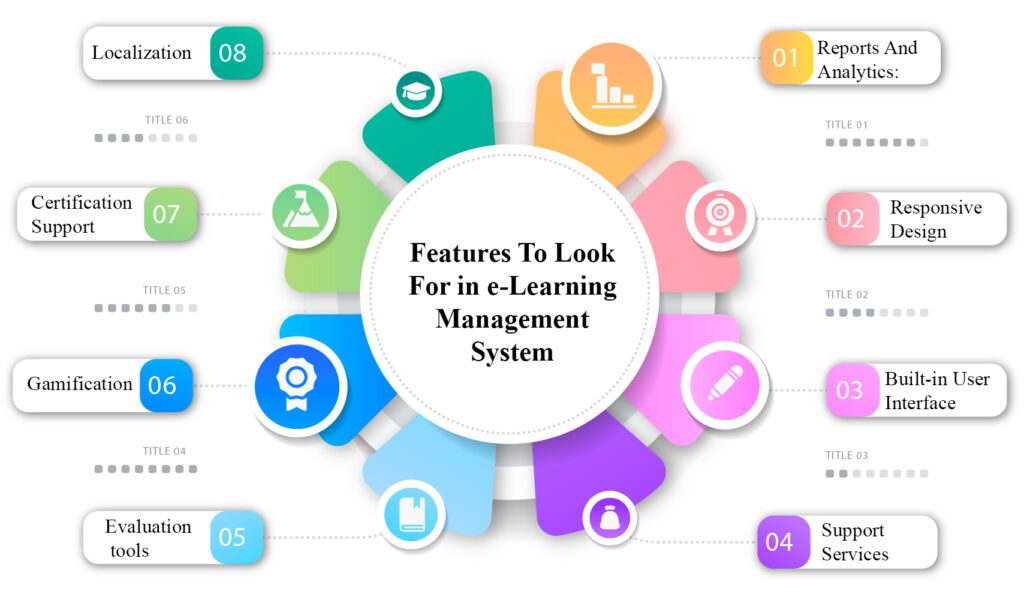 Features To Look
For in e-Learning
Management
System
01
Reports And
Analytics:
TITLE 01
02
Responsive
Design
TITLE 02
03
Built-in User
Interface
TITLE 03
04
Support
Services
05
Evaluation
tools
TITLE 04
06
Gamification
TITLE 05
07
Certification
Support
TITLE 06
08
Localization